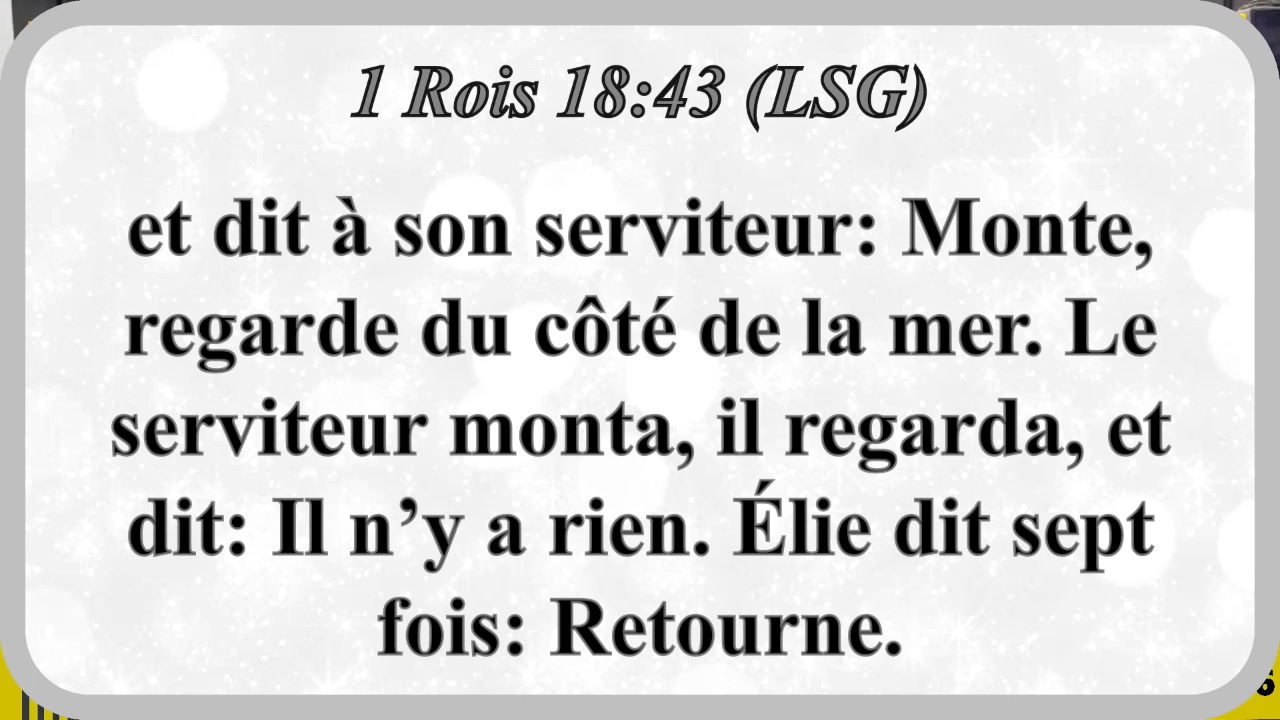 1 Rois 18:43 (LSG)
et dit à son serviteur: Monte,
regarde du côté de la mer. Le
serviteur monta, il regarda, et
dit: Il n’y a rien. Élie dit sept
fois: Retourne.